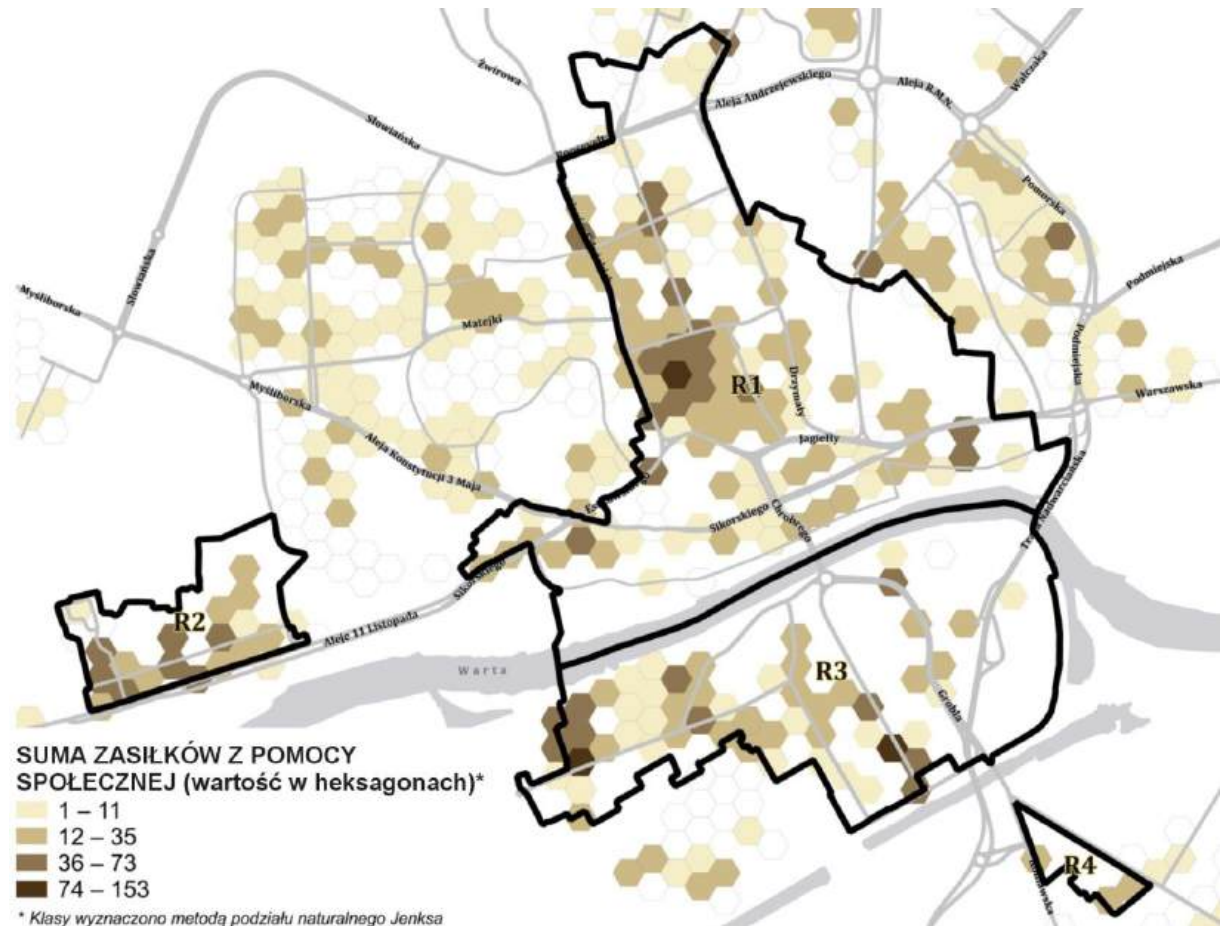 Żwirowa
Walczaka
Aleja Andrzejewskiego
Aleja R.M.N.
Słowiańska
Pomorska
Słowiańska
Podmiejska
Myśliborska
Matejki
Podmiejska
R1
Drzymały
Warszawska
Myśliborska
Jagiełły
Aleja Konstytucji 3 Maja
Sikorskiego
Chrobrego
Trasa Nadwarciańska
Sikorskiego
R2
Aleje 11 Listopada
Warta
R3
Grobla
R4
SUMA ZASIŁKÓW Z POMOCY
SPOŁECZNEJ (wartość w heksagonach)*
1 – 11
12 – 35
36 – 73
74 – 153
* Klasy wyznaczono metodą podziału naturalnego Jenksa